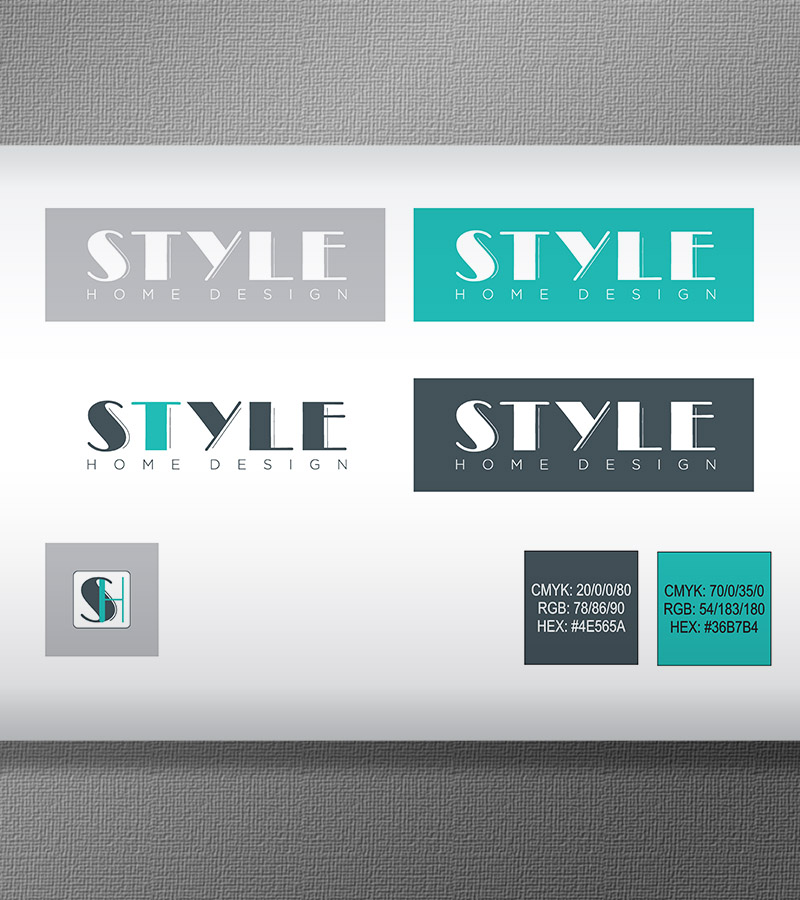 STYLE
HOME DESIGN
STYLE
HOME DESIGN
STYLE
HOME DESIGN
STYLE
HOME DESIGN
SH
CMYK: 20/0/0/80
RGB: 78/86/90
HEX: #4E565A
CMYK: 70/0/35/0
RGB: 54/183/180
HEX: #36B7B4